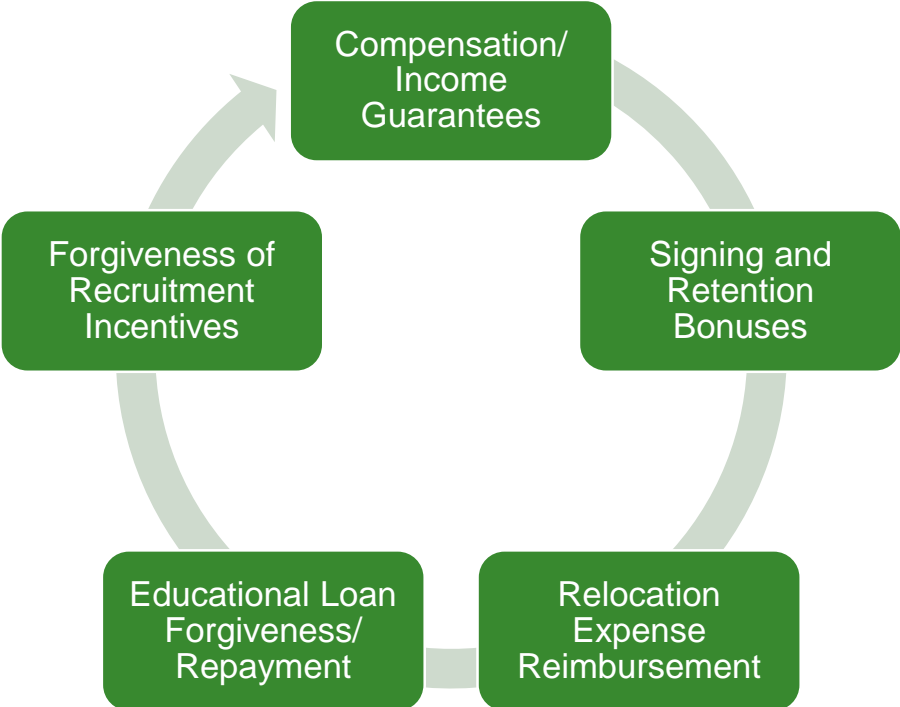 Compensation/
Income
Guarantees
Signing and
Retention
Bonuses
Relocation
Expense
Reimbursement
Educational Loan
Forgiveness/
Repayment
Forgiveness of
Recruitment
Incentives